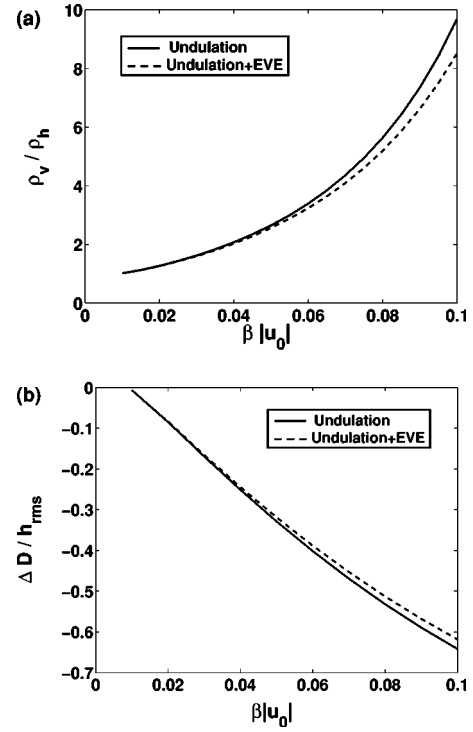 (a)
10
8
6
4
2
0
ρv / ρh
Undulation
Undulation+EVE
0 0.02 0.04 0.06 0.08 0.1
β |u0|
(b)
0
−0.1
−0.2
−0.3
−0.4
−0.5
−0.6
−0.7
Δ D / hrms
Undulation
Undulation+EVE
0 0.02 0.04 0.06 0.08 0.1
β|u0|